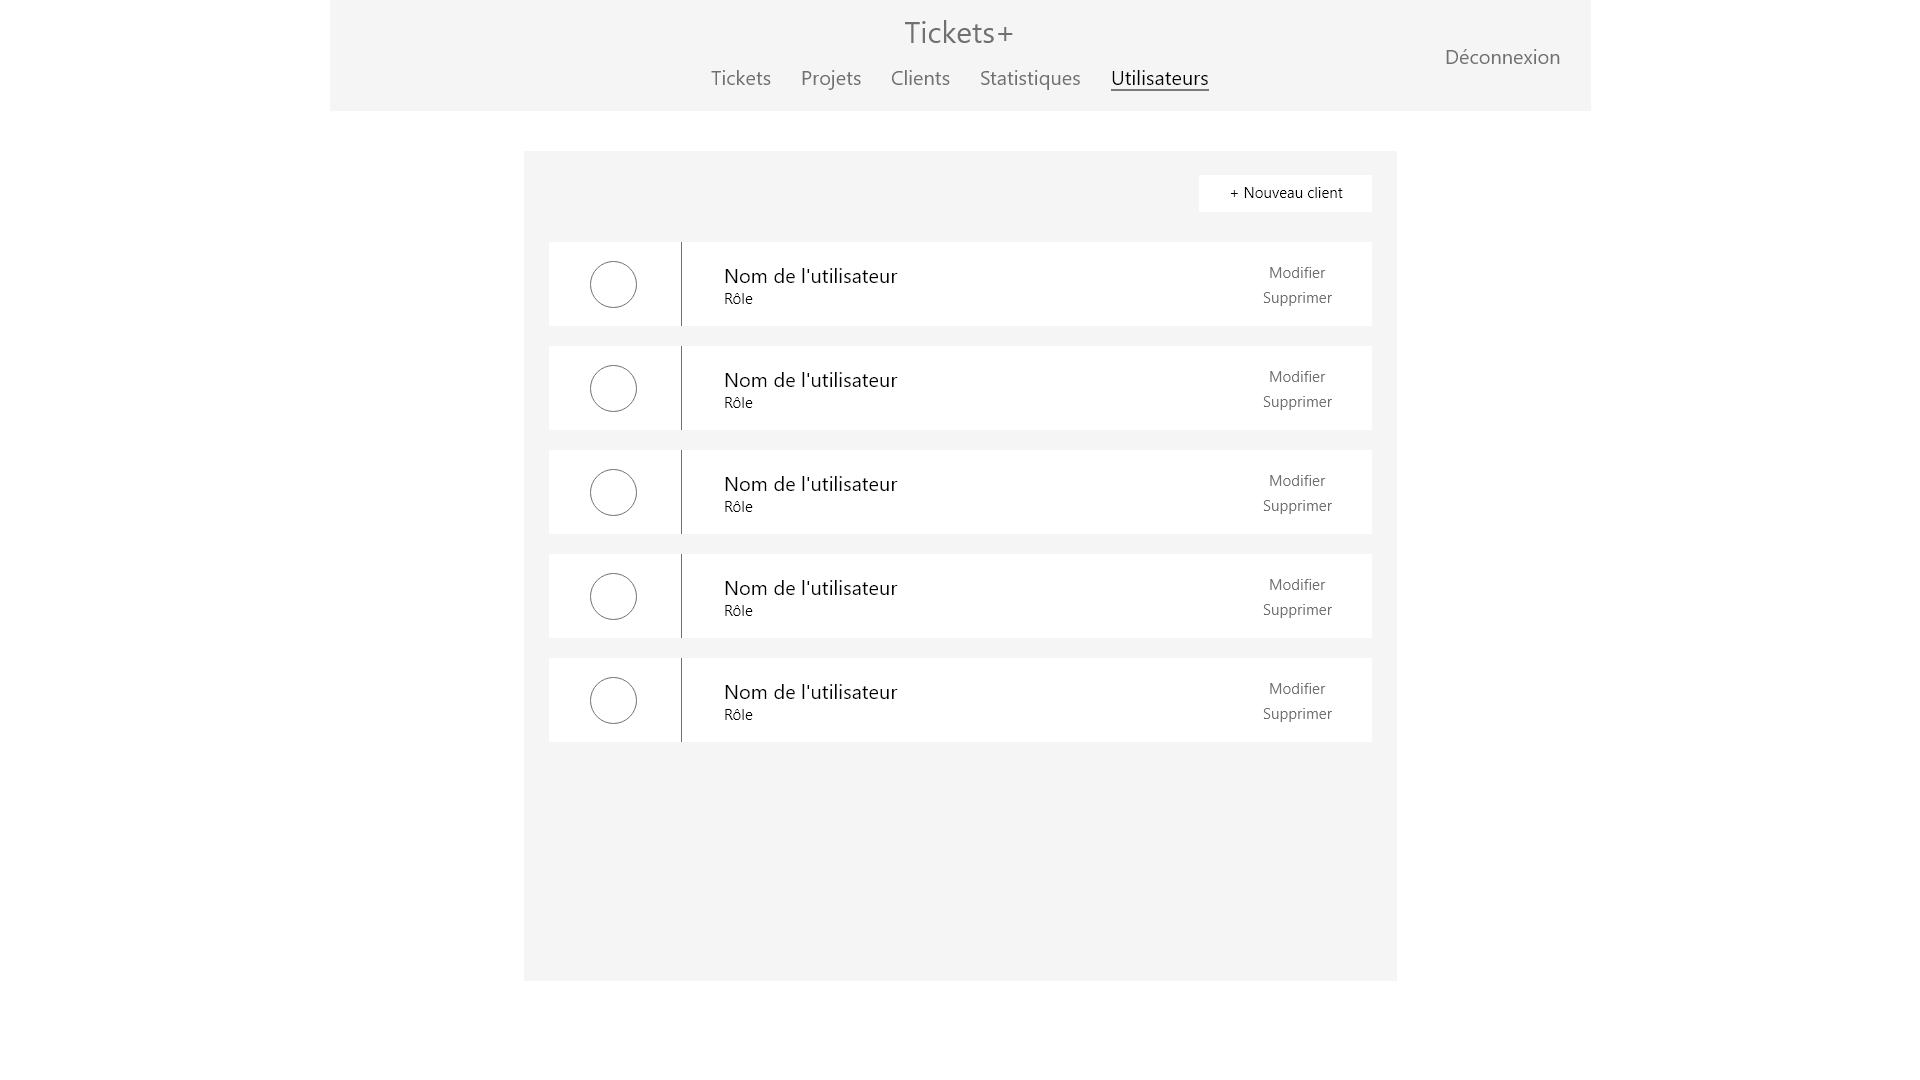 Tickets+
Déconnexion
Tickets Projets Clients Statistiques Utilisateurs
+ Nouveau client
Nom de l'utilisateur
Rôle
Modifier
Supprimer
Nom de l'utilisateur
Rôle
Modifier
Supprimer
Nom de l'utilisateur
Rôle
Modifier
Supprimer
Nom de l'utilisateur
Rôle
Modifier
Supprimer
Nom de l'utilisateur
Rôle
Modifier
Supprimer